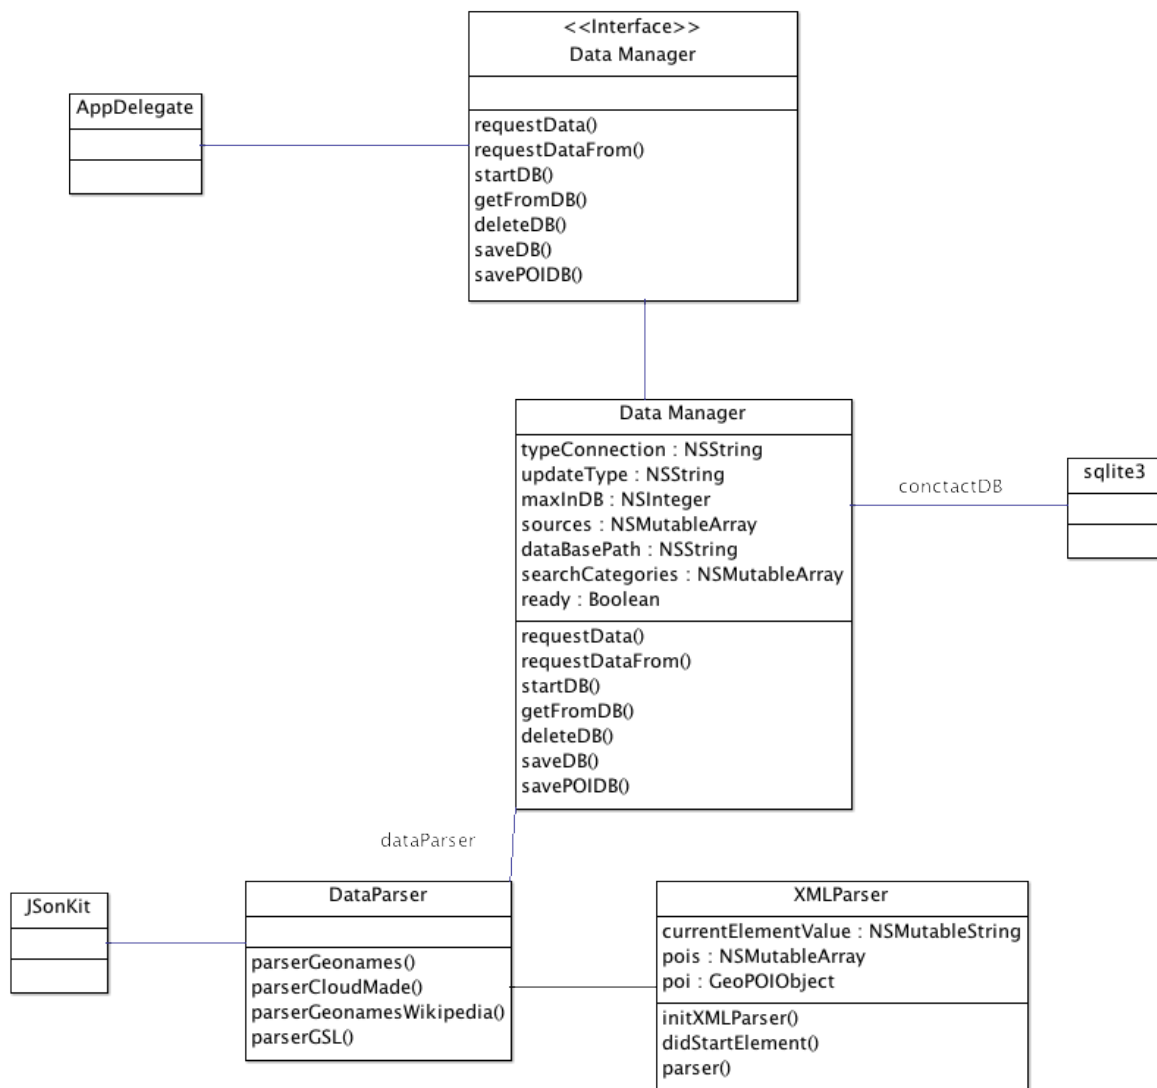 <<Interface>>
Data Manager
requestData()
requestDataFrom()
startDB()
getFromDB()
deleteDB()
saveDB()
savePOIDB()
AppDelegate
Data Manager
typeConnection : NSString
updateType : NSString
maxInDB : NSInteger
sources : NSMutableArray
dataBasePath : NSString
searchCategories : NSMutableArray
ready : Boolean
requestData()
requestDataFrom()
startDB()
getFromDB()
deleteDB()
saveDB()
savePOIDB()
conctactDB
sqlite3
dataParser
JSonKit
DataParser
parserGeonames()
parserCloudMade()
parserGeonamesWikipedia()
parserGSL()
XMLParser
currentElementValue : NSMutableString
pois : NSMutableArray
poi : GeoPOIObject
initXMLParser()
didStartElement()
parser()